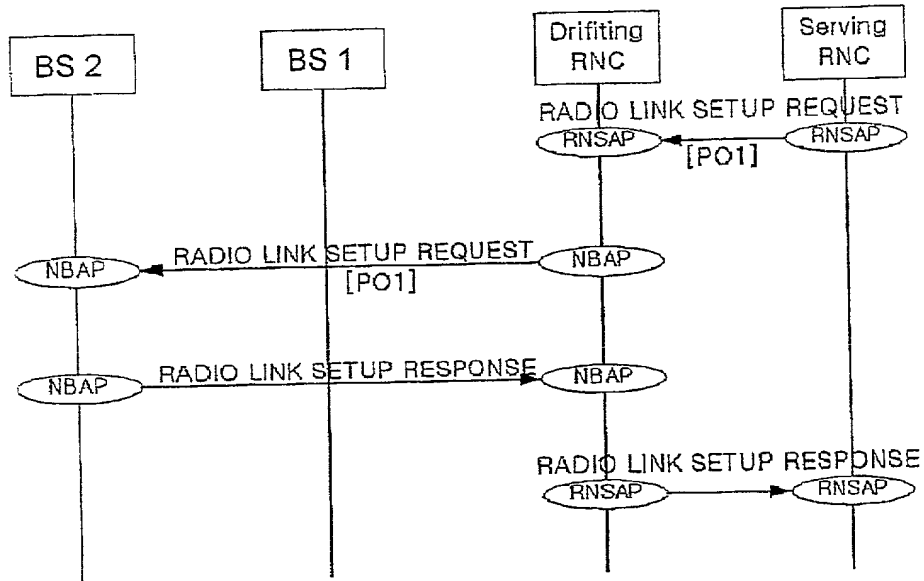 BS 2
BS 1
Drifiting
RNC
Serving
RNC
RADIO LINK SETUP REQUEST
RNSAP
RNSAP
[PO1]
RADIO LINK SETUP REQUEST
NBAP
NBAP
[PO1]
RADIO LINK SETUP RESPONSE
NBAP
NBAP
RADIO LINK SETUP RESPONSE
RNSAP
RNSAP